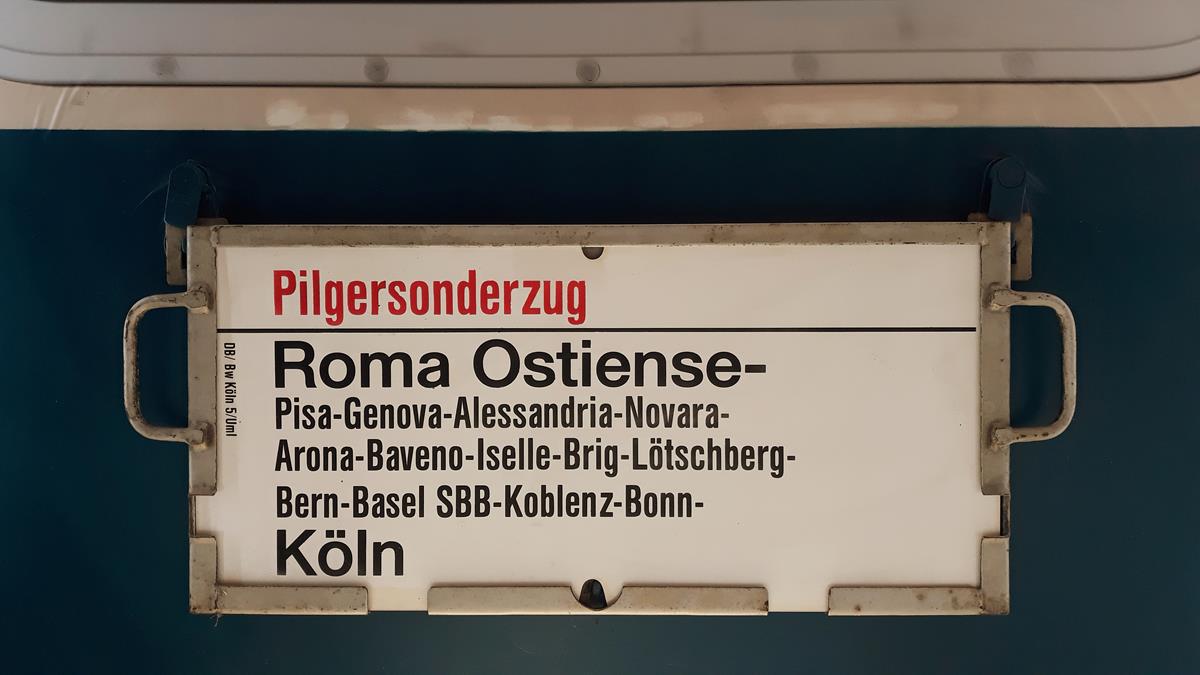 Pilgersonderzug
Roma Ostiense-
Pisa-Genova-Alessandria-Novara-
Arona-Baveno-Iselle-Brig-Lötschberg-
Bern-Basel SBB-Koblenz-Bonn-
Köln
DB/ Bw Köln 5/Uml